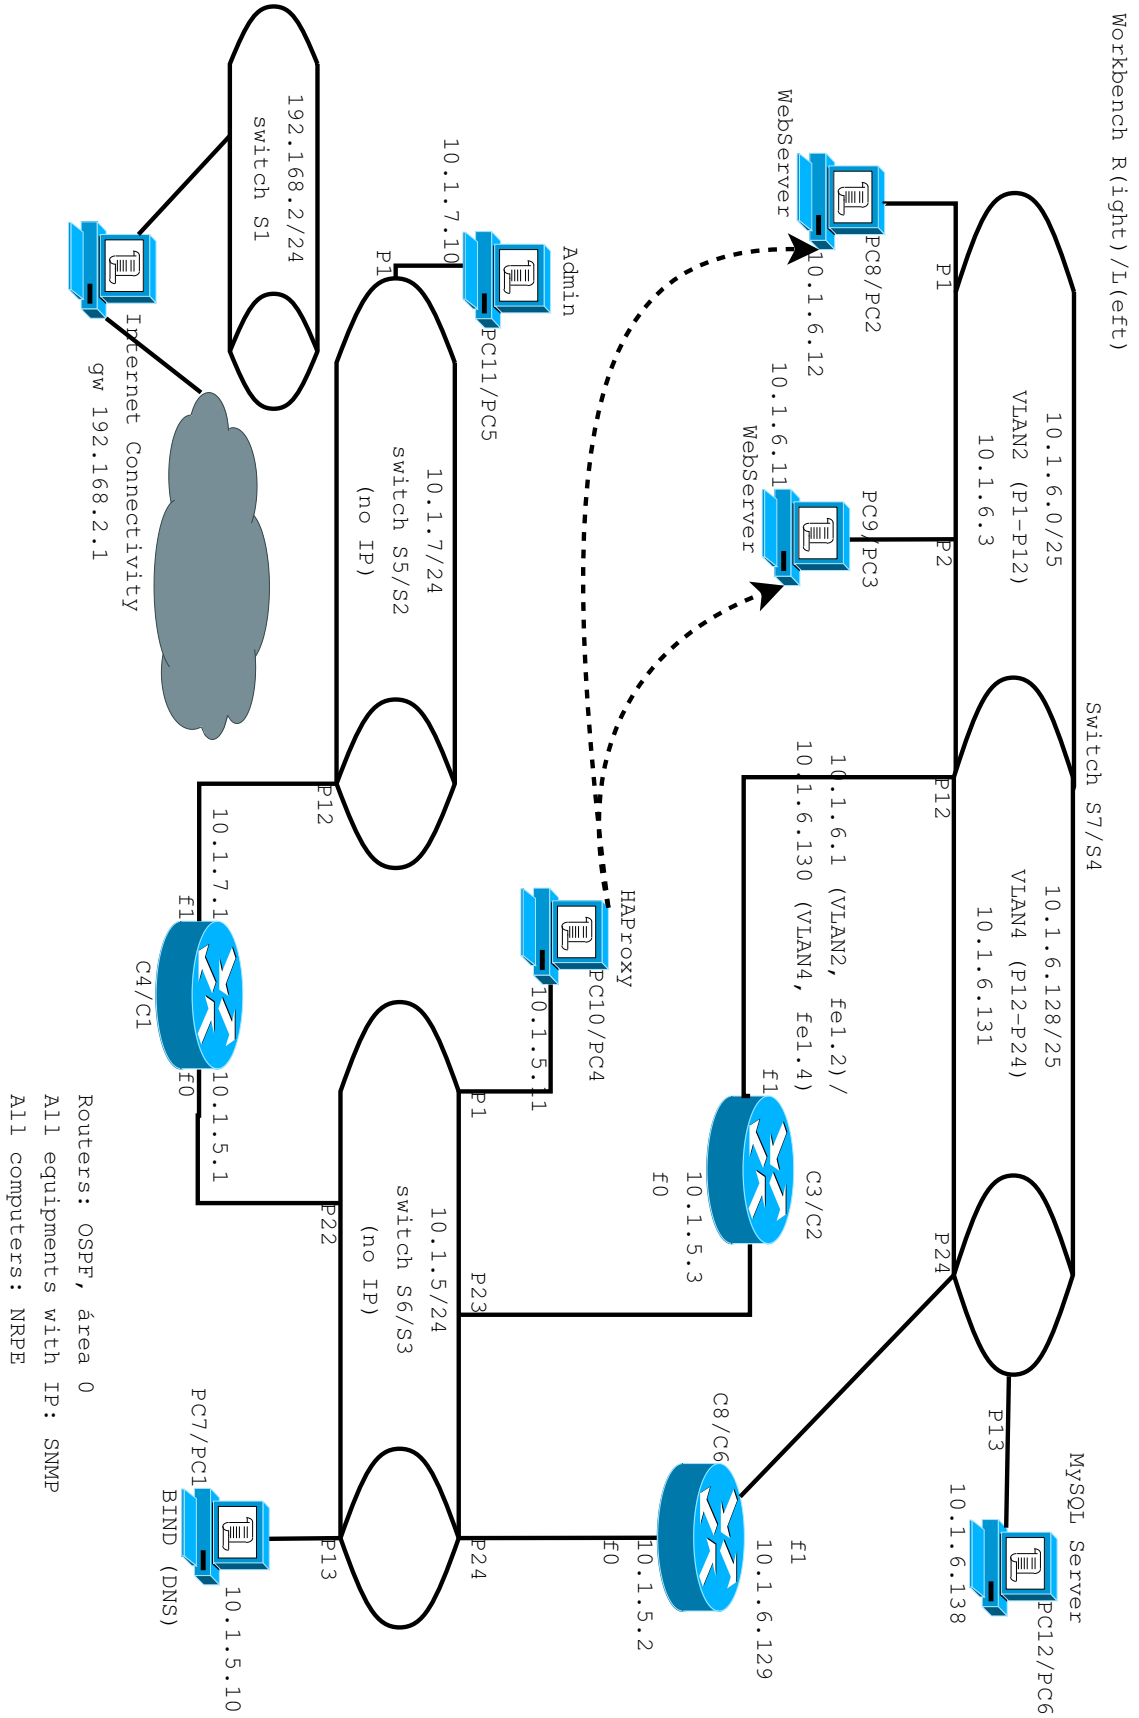 Workbench R(ight)/L(eft)
Switch S7/S4
10.1.6.0/25
VLAN2 (P1-P12)
10.1.6.3
10.1.6.128/25
VLAN4 (P12-P24)
10.1.6.131
P1
P2
P12
P24
P13
MySQL Server
PC12/PC6
10.1.6.138
PC8/PC2
WebServer
10.1.6.12
PC9/PC3
10.1.6.11
WebServer
10.1.6.1 (VLAN2, fe1.2)/
10.1.6.130 (VLAN4, fe1.4)
f1
C3/C2
10.1.5.3
f0
f1
10.1.6.129
C8/C6
10.1.5.2
f0
HAProxy
PC10/PC4
10.1.5.11
Admin
PC11/PC5
10.1.7.10
P1
10.1.7/24
switch S5/S2
(no IP)
P12
P1
P23
P24
10.1.5/24
switch S6/S3
(no IP)
P22
P13
192.168.2/24
switch S1
Internet Connectivity
gw 192.168.2.1
10.1.7.1
f1
C4/C1
10.1.5.1
f0
PC7/PC1
10.1.5.10
BIND (DNS)
Routers: OSPF, área 0
All equipments with IP: SNMP
All computers: NRPE